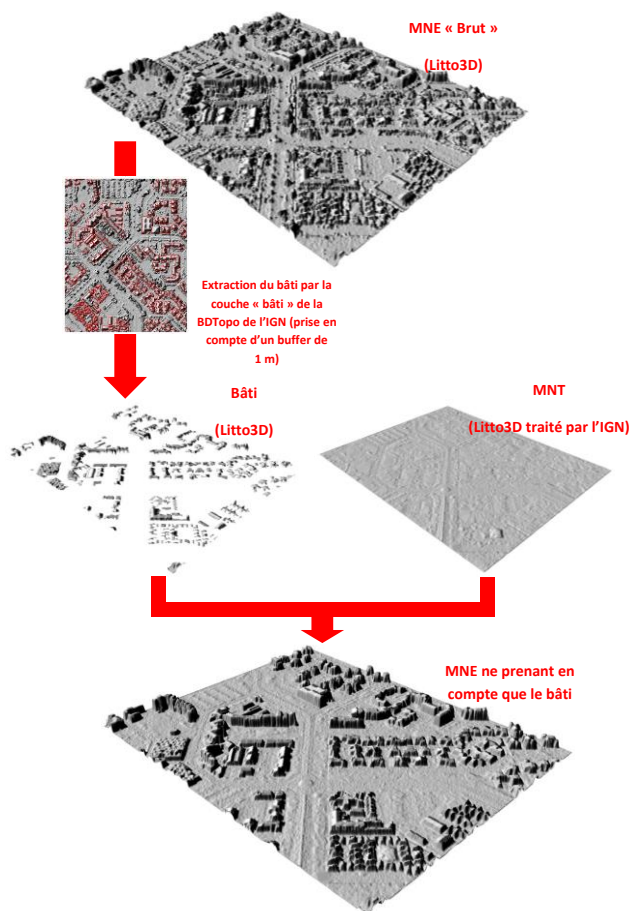 MNE « Brut »
(Litto3D)
Extraction du bâti par la
couche « bâti » de la
BDTopo de l’IGN (prise en
compte d’un buffer de
1 m)
Bâti
(Litto3D)
MNT
(Litto3D traité par l’IGN)
MNE ne prenant en
compte que le bâti